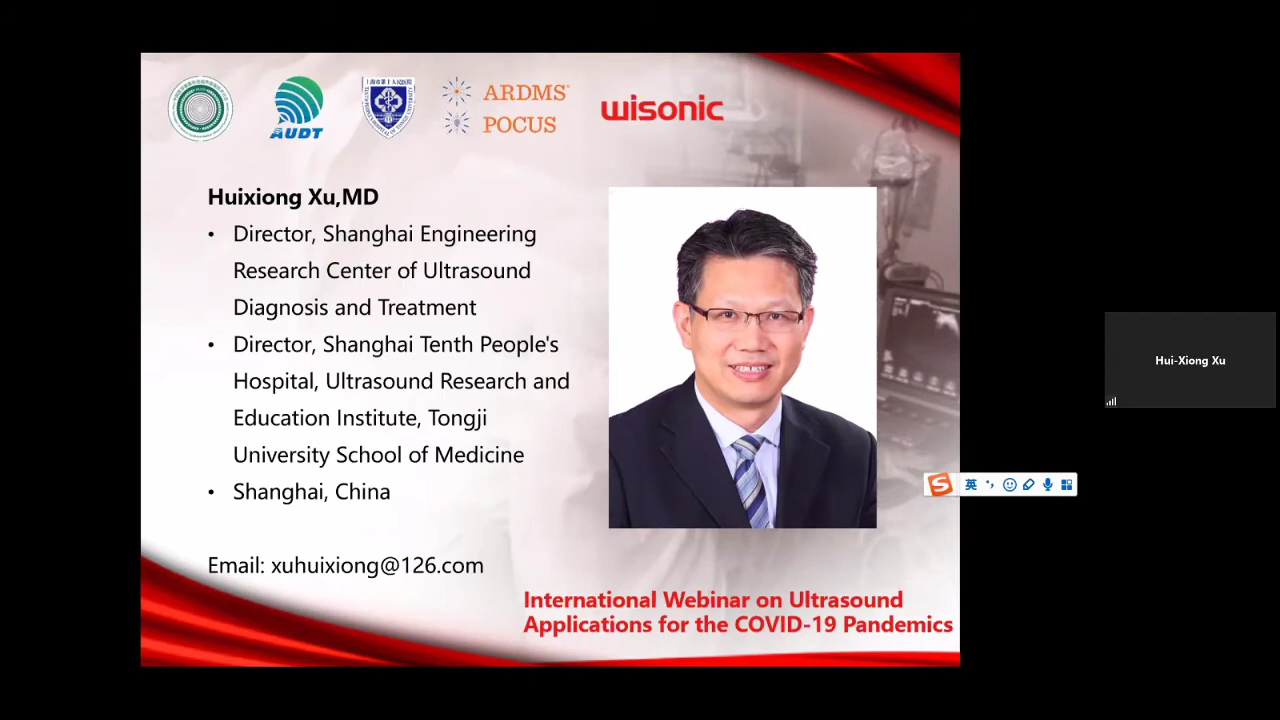 AUDT
ARDMS®
POCUS
wisonic
Huixiong Xu,MD
• Director, Shanghai Engineering
Research Center of Ultrasound
Diagnosis and Treatment
• Director, Shanghai Tenth People's
Hospital, Ultrasound Research and
Education Institute, Tongji
University School of Medicine
• Shanghai, China
Email: xuhuixiong@126.com
International Webinar on Ultrasound
Applications for the COVID-19 Pandemics
Hui-Xiong Xu
英